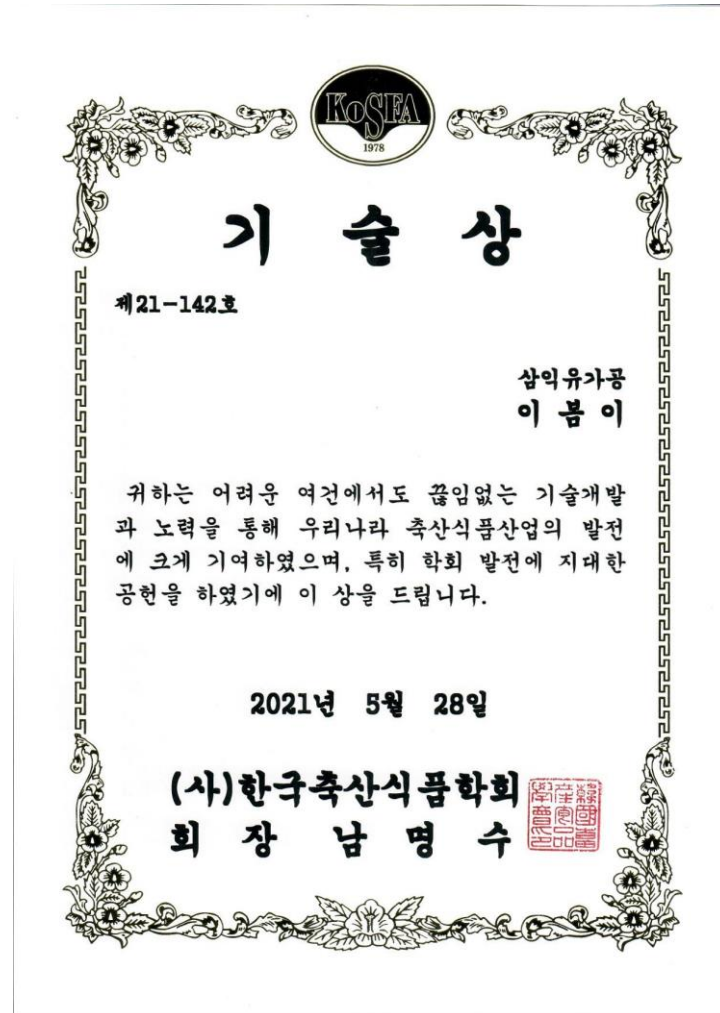 KoSFA
1978
기 술 상
제21-142호
삼익유가공
이 봄 이
귀하는 어려운 여건에서도 끊임없는 기술개발
과 노력을 통해 우리나라 축산식품산업의 발전
에 크게 기여하였으며, 특히 학회 발전에 지대한
공헌을 하였기에 이 상을 드립니다.
2021년 5월 28일
(사)한국축산식품학회
회 장 남 명 수